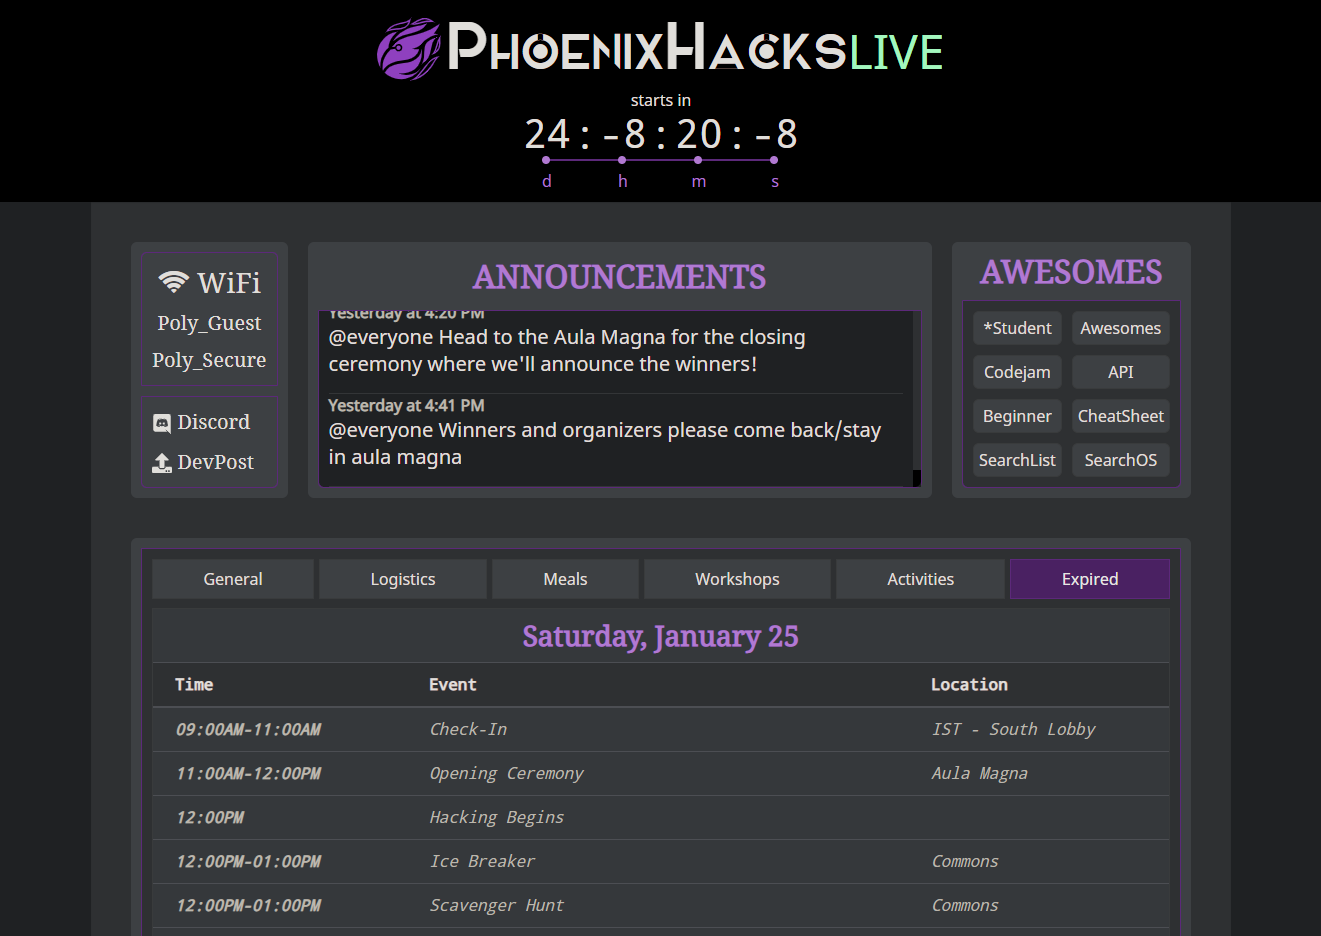 PHOENIXHACKSLIVE
starts in
24 : -8 : 20 : -8
d h m s
WiFi
Poly_Guest
Poly_Secure
Discord
DevPost
ANNOUNCEMENTS
Yesterday at 4:20 PM
@everyone Head to the Aula Magna for the closing
ceremony where we'll announce the winners!
Yesterday at 4:41 PM
@everyone Winners and organizers please come back/stay
in aula magna
AWESOMES
*Student Awesomes
Codejam API
Beginner CheatSheet
SearchList SearchOS
General Logistics Meals Workshops Activities Expired
Saturday, January 25
Time Event Location
09:00AM-11:00AM Check-In IST - South Lobby
11:00AM-12:00PM Opening Ceremony Aula Magna
12:00PM Hacking Begins
12:00PM-01:00PM Ice Breaker Commons
12:00PM-01:00PM Scavenger Hunt Commons